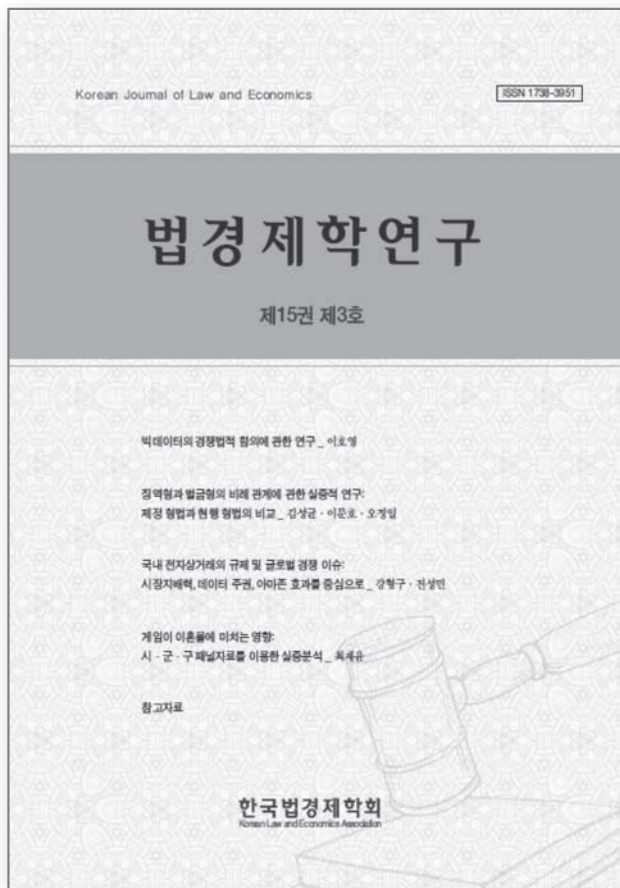 Korean Journal of Law and Economics
ISSN 1738-3951
법경제학연구
제15권 제3호
빅데이터의 경쟁법적 함의에 관한 연구 _ 이호영
징역형과 벌금형의 비례 관계에 관한 실증적 연구:
제정 형법과 현행 형법의 비교 _ 김성균 · 이문호 · 오정일
국내 전자상거래의 규제 및 글로벌 경쟁 이슈:
시장지배력, 데이터 주권, 아마존 효과를 중심으로 _ 강형구 · 전성민
게임이 이혼율에 미치는 영향:
시 · 군 · 구 패널자료를 이용한 실증분석 _
참고자료
한국법경제학회
Korean Law and Economics Association